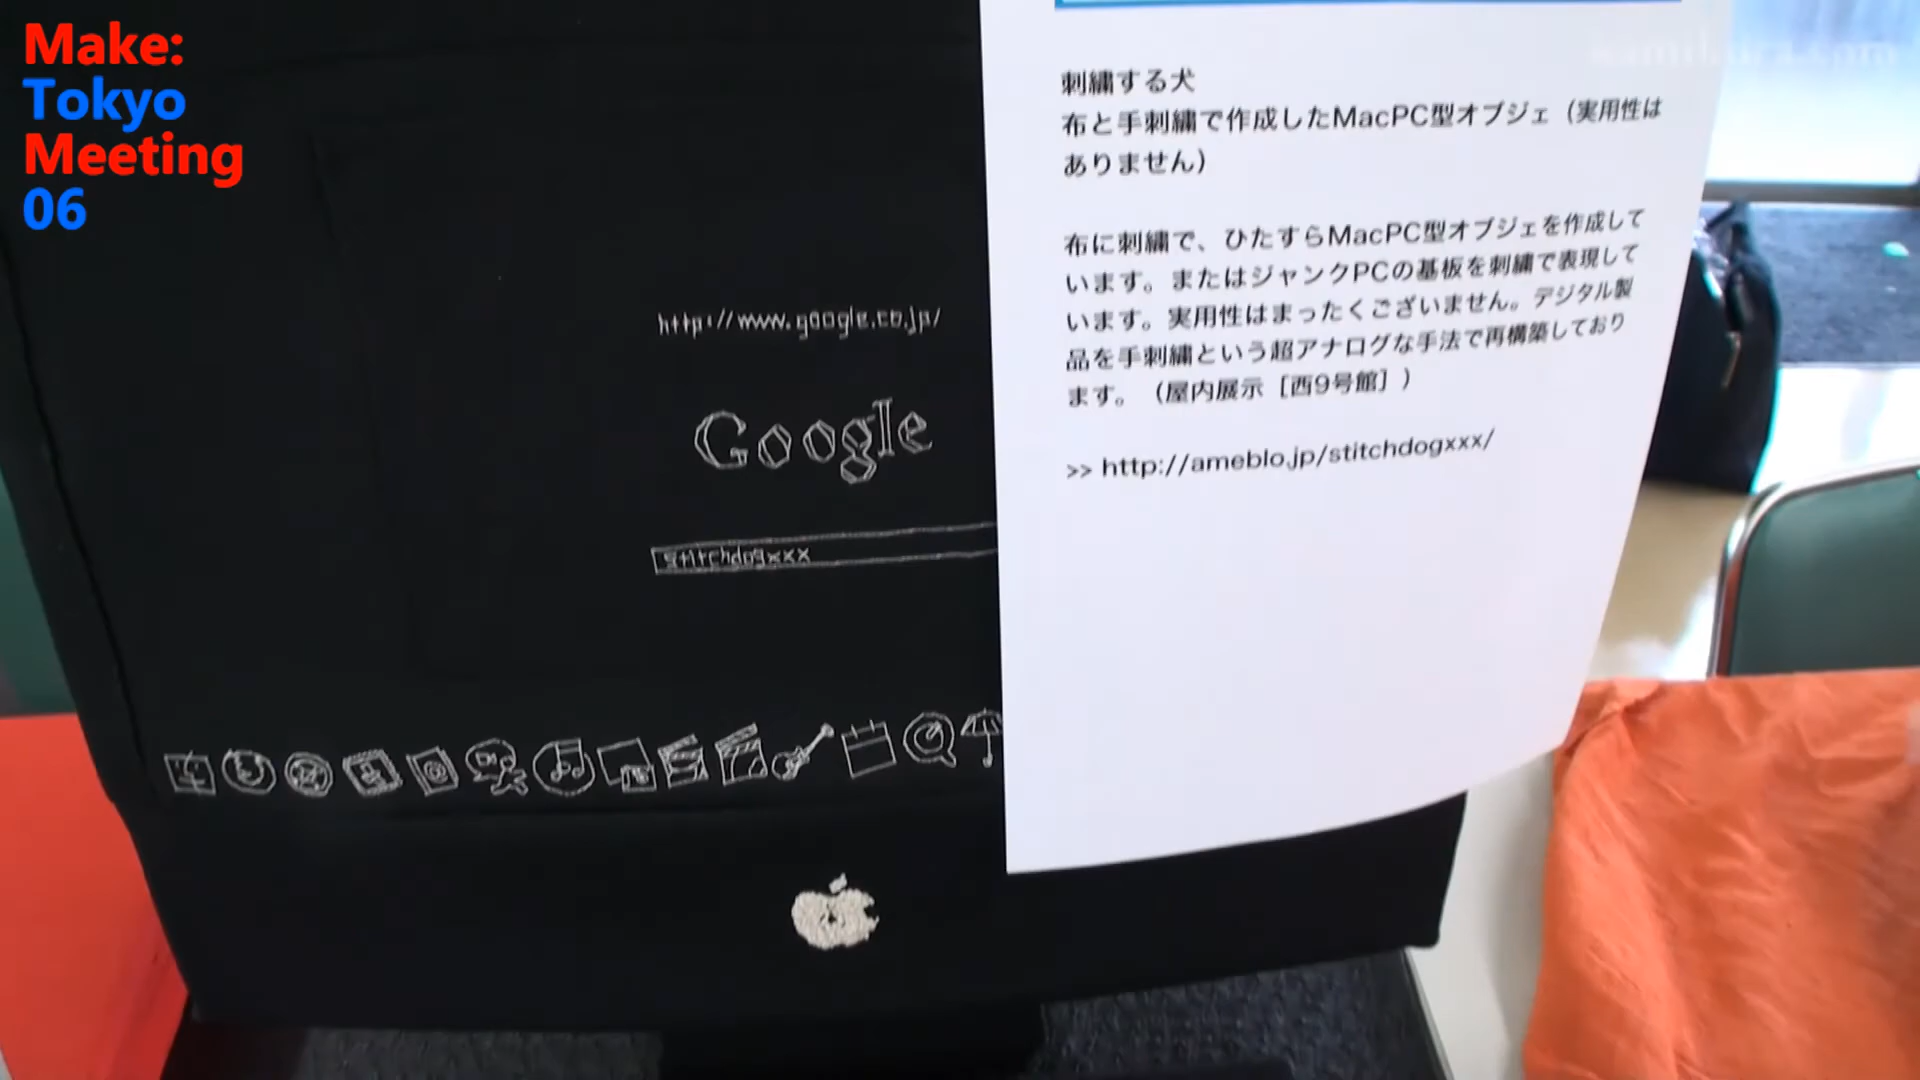 Make:
Tokyo
Meeting
06
kamihara.com
http://www.google.co.jp/
Google
stitchdogxxx
刺繍する犬
布と手刺繍で作成したMacPC型オブジェ（実用性は
ありません）
布に刺繍で、ひたすらMacPC型オブジェを作成して
います。またはジャンクPCの基板を刺繍で表現して
います。実用性はまったくございません。デジタル製
品を手刺繍という超アナログな手法で再構築しており
ます。（屋内展示［西9号館］）
>> http://ameblo.jp/stitchdogxxx/